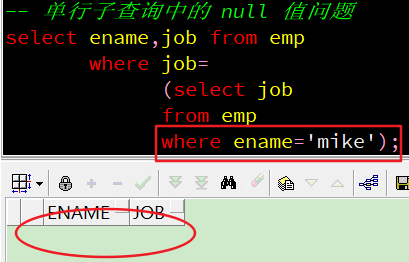 -- 单行子查询中的 null 值问题
select ename,job from emp
where job=
(select job
from emp
where ename='mike');
ENAME JOB